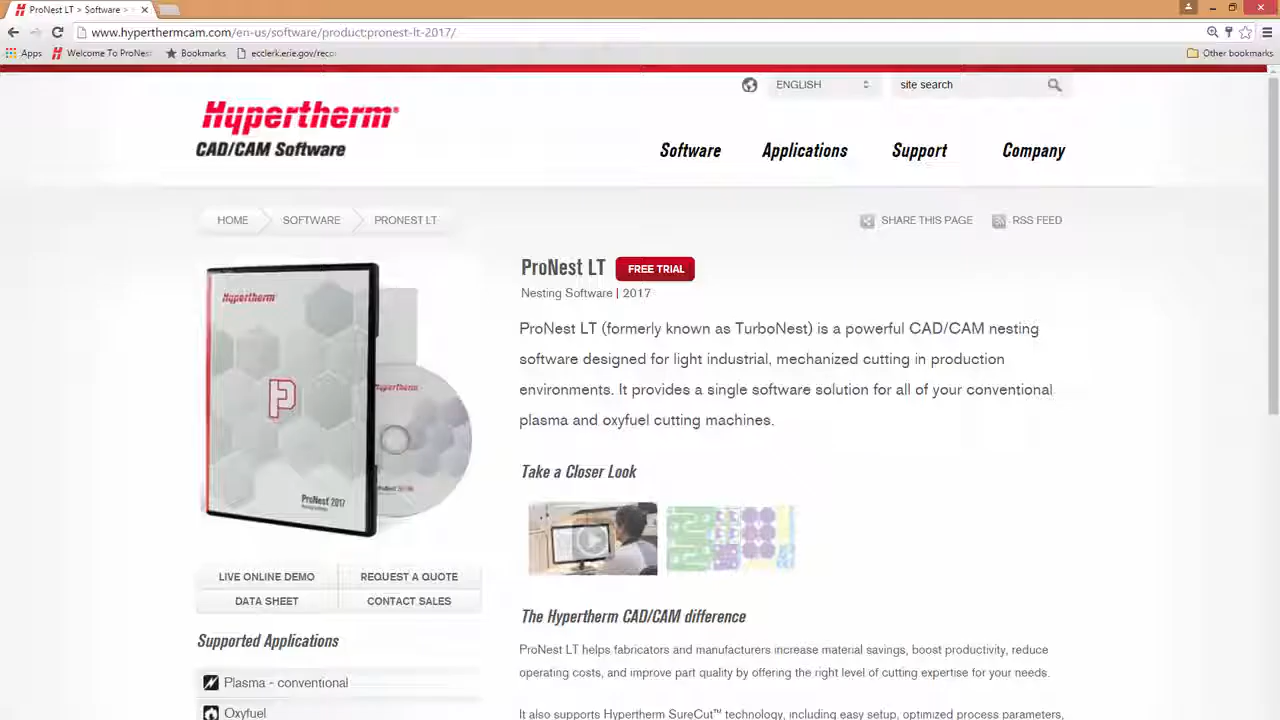 ProNest LT > Software >
www.hyperthermcam.com/en-us/software/product:pronest-lt-2017/
Apps
Welcome To ProNes
Bookmarks
ecclerk.erie.gov/reco
Other bookmarks
ENGLISH
site search
Hypertherm
CAD/CAM Software
Software
Applications
Support
Company
HOME
SOFTWARE
PRONEST LT
SHARE THIS PAGE
RSS FEED
Hypertherm
Hypertherm
ProNest 2017
ProNest LT
FREE TRIAL
Nesting Software | 2017
ProNest LT (formerly known as TurboNest) is a powerful CAD/CAM nesting
software designed for light industrial, mechanized cutting in production
environments. It provides a single software solution for all of your conventional
plasma and oxyfuel cutting machines.
Take a Closer Look
LIVE ONLINE DEMO
REQUEST A QUOTE
DATA SHEET
CONTACT SALES
Supported Applications
Plasma - conventional
Oxyfuel
The Hypertherm CAD/CAM difference
ProNest LT helps fabricators and manufacturers increase material savings, boost productivity, reduce
operating costs, and improve part quality by offering the right level of cutting expertise for your needs.
It also supports Hypertherm SureCut™ technology, including easy setup, optimized process parameters,